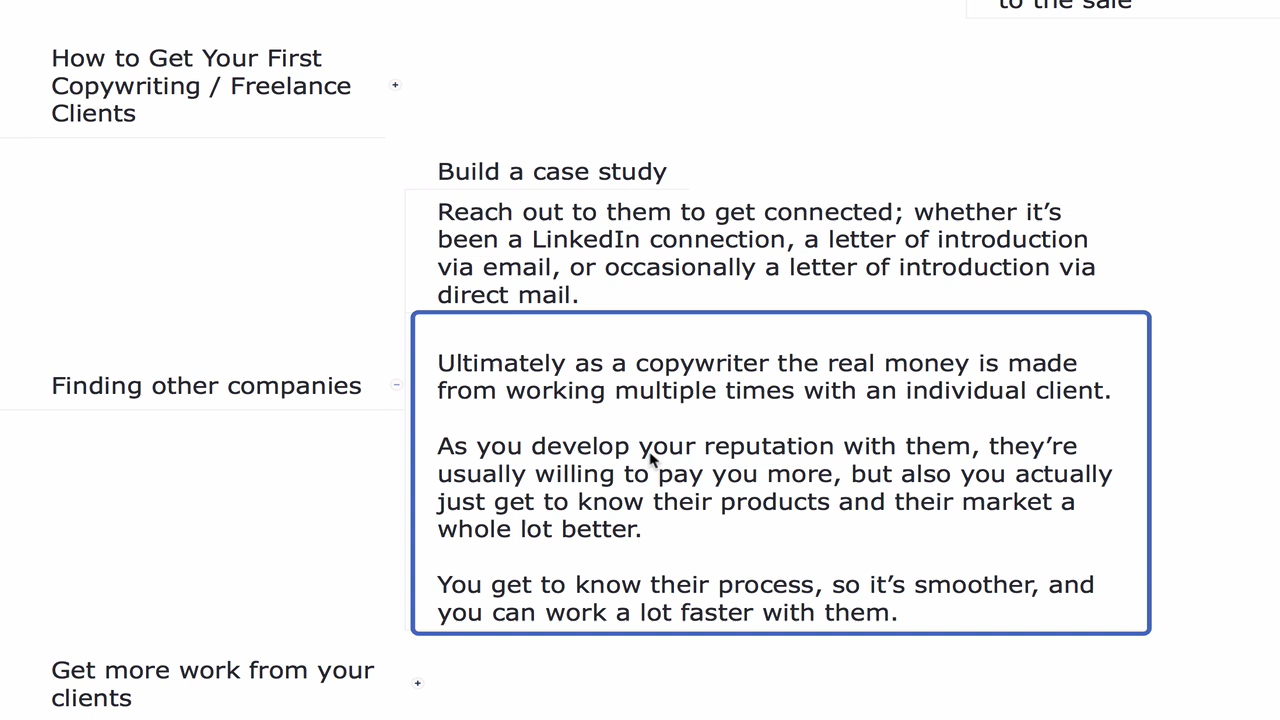 to the sale
How to Get Your First
Copywriting / Freelance
Clients
Build a case study
Reach out to them to get connected; whether it’s
been a LinkedIn connection, a letter of introduction
via email, or occasionally a letter of introduction via
direct mail.
Finding other companies
Ultimately as a copywriter the real money is made
from working multiple times with an individual client.
As you develop your reputation with them, they’re
usually willing to pay you more, but also you actually
just get to know their products and their market a
whole lot better.
You get to know their process, so it’s smoother, and
you can work a lot faster with them.
Get more work from your
clients